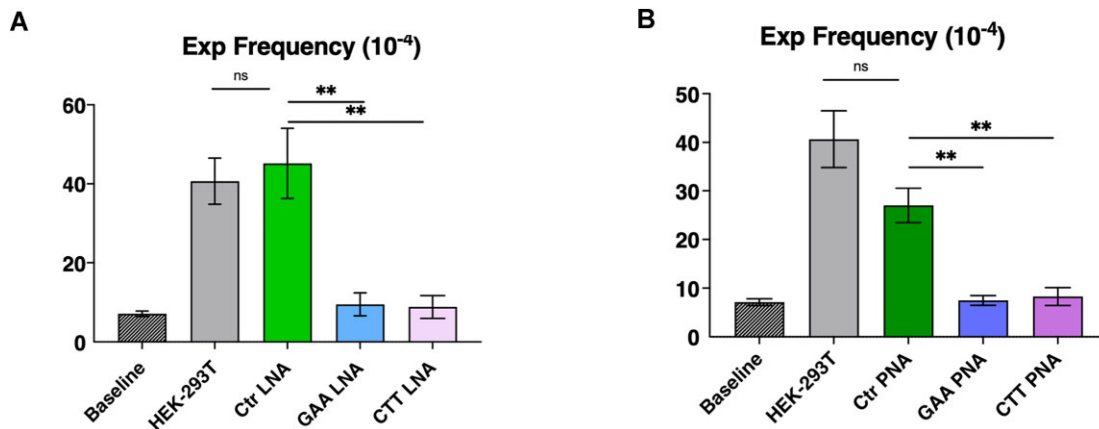 A
Exp Frequency (10⁻⁴)
ns
**
**
60
40
20
0
Baseline
HEK-293T
Ctr LNA
GAA LNA
CTT LNA
B
Exp Frequency (10⁻⁴)
ns
**
**
50
40
30
20
10
0
Baseline
HEK-293T
Ctr PNA
GAA PNA
CTT PNA